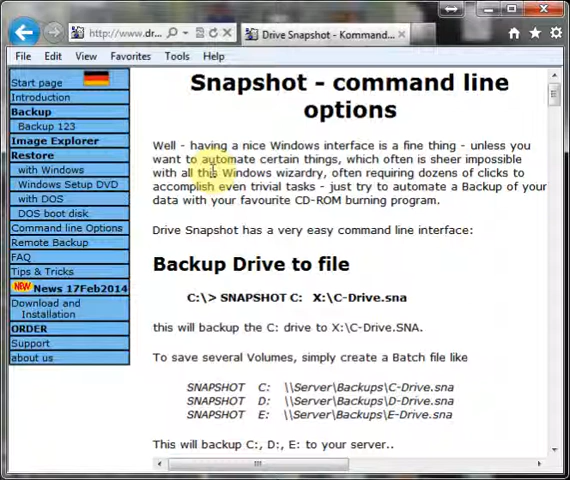 http://www.dr...
Drive Snapshot - Kommand...
File Edit View Favorites Tools Help
Start page
Introduction
Backup
Backup 123
Image Explorer
Restore
with Windows
Windows Setup DVD
with DOS
DOS boot disk
Command line Options
Remote Backup
FAQ
Tips & Tricks
NEW News 17Feb2014
Download and
Installation
ORDER
Support
about us
Snapshot - command line
options
Well - having a nice Windows interface is a fine thing - unless you
want to automate certain things, which often is sheer impossible
with all this Windows wizardry, often requiring dozens of clicks to
accomplish even trivial tasks - just try to automate a Backup of your
data with your favourite CD-ROM burning program.
Drive Snapshot has a very easy command line interface:
Backup Drive to file
C:\> SNAPSHOT C: X:\C-Drive.sna
this will backup the C: drive to X:\C-Drive.SNA.
To save several Volumes, simply create a Batch file like
SNAPSHOT C: \\Server\Backups\C-Drive.sna
SNAPSHOT D: \\Server\Backups\D-Drive.sna
SNAPSHOT E: \\Server\Backups\E-Drive.sna
This will backup C:, D:, E: to your server..